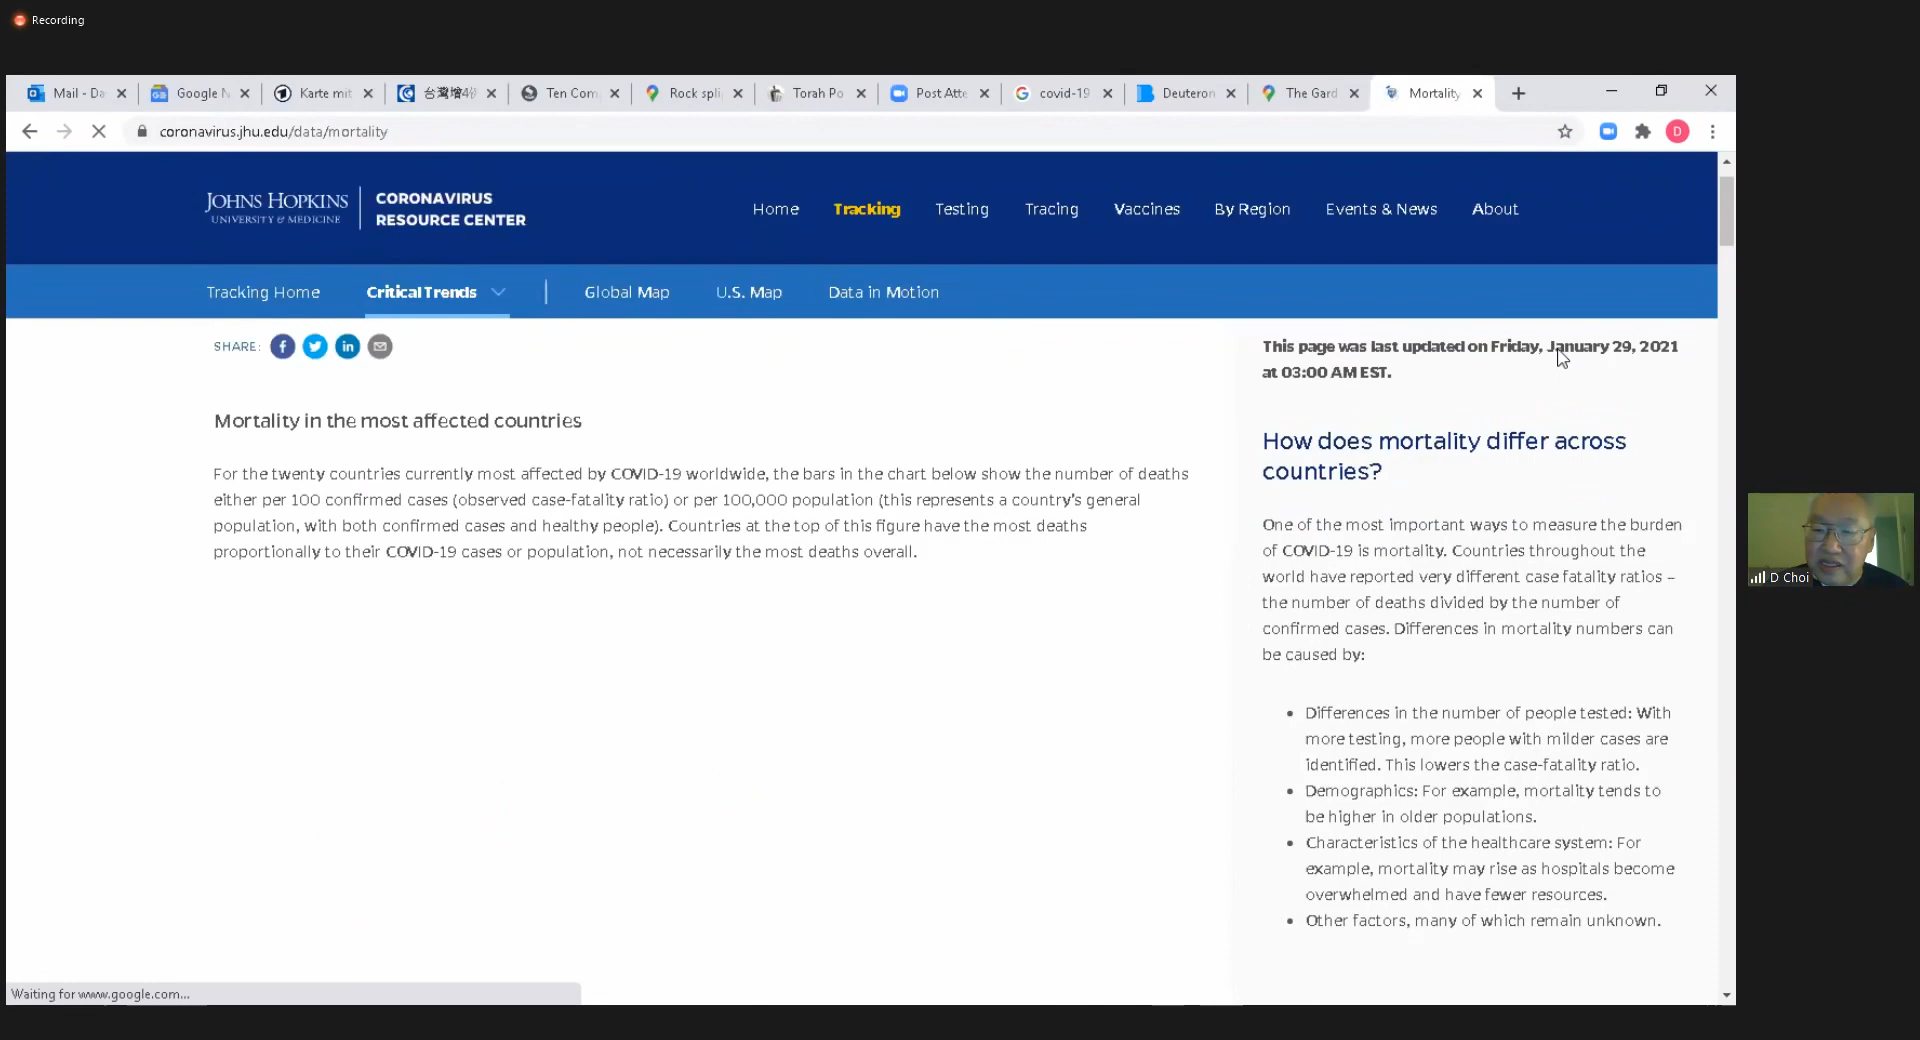 Recording
Mail - Da
Google N
Karte mit
台灣增4例
Ten Com
Rock spli
Torah Po
Post Atte
covid-19
Deuteron
The Gard
Mortality
coronavirus.jhu.edu/data/mortality
D
JOHNS HOPKINS
UNIVERSITY & MEDICINE
CORONAVIRUS
RESOURCE CENTER
Home
Tracking
Testing
Tracing
Vaccines
By Region
Events & News
About
Tracking Home
Critical Trends
Global Map
U.S. Map
Data in Motion
SHARE:
This page was last updated on Friday, January 29, 2021
at 03:00 AM EST.
Mortality in the most affected countries
For the twenty countries currently most affected by COVID-19 worldwide, the bars in the chart below show the number of deaths
either per 100 confirmed cases (observed case-fatality ratio) or per 100,000 population (this represents a country's general
population, with both confirmed cases and healthy people). Countries at the top of this figure have the most deaths
proportionally to their COVID-19 cases or population, not necessarily the most deaths overall.
How does mortality differ across
countries?
One of the most important ways to measure the burden
of COVID-19 is mortality. Countries throughout the
world have reported very different case fatality ratios –
the number of deaths divided by the number of
confirmed cases. Differences in mortality numbers can
be caused by:
Differences in the number of people tested: With
more testing, more people with milder cases are
identified. This lowers the case-fatality ratio.
Demographics: For example, mortality tends to
be higher in older populations.
Characteristics of the healthcare system: For
example, mortality may rise as hospitals become
overwhelmed and have fewer resources.
Other factors, many of which remain unknown.
D Choi
Waiting for www.google.com...